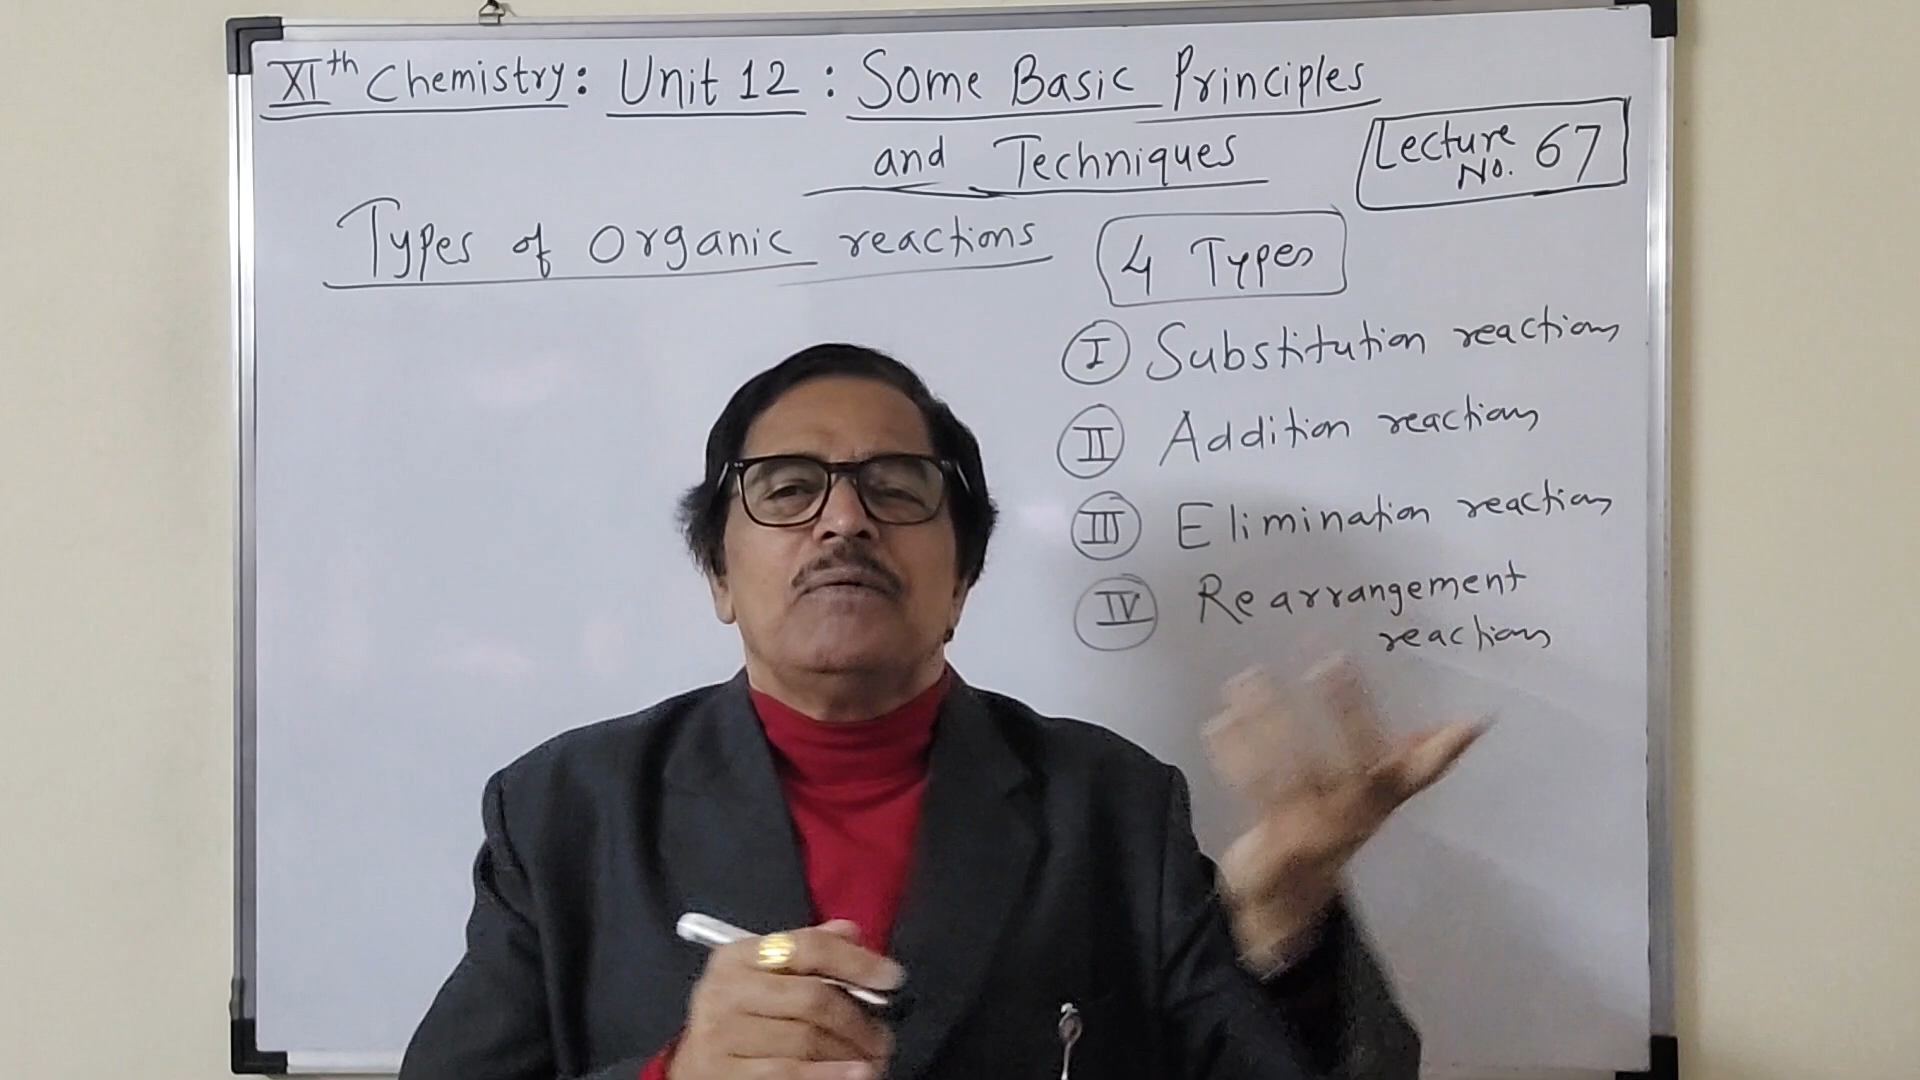 XIth Chemistry: Unit 12 : Some Basic Principles
and Techniques
Lecture
No. 67
Types of Organic reactions
4 Types
I Substitution reactions
II Addition reactions
III Elimination reactions
IV Rearrangement
reactions